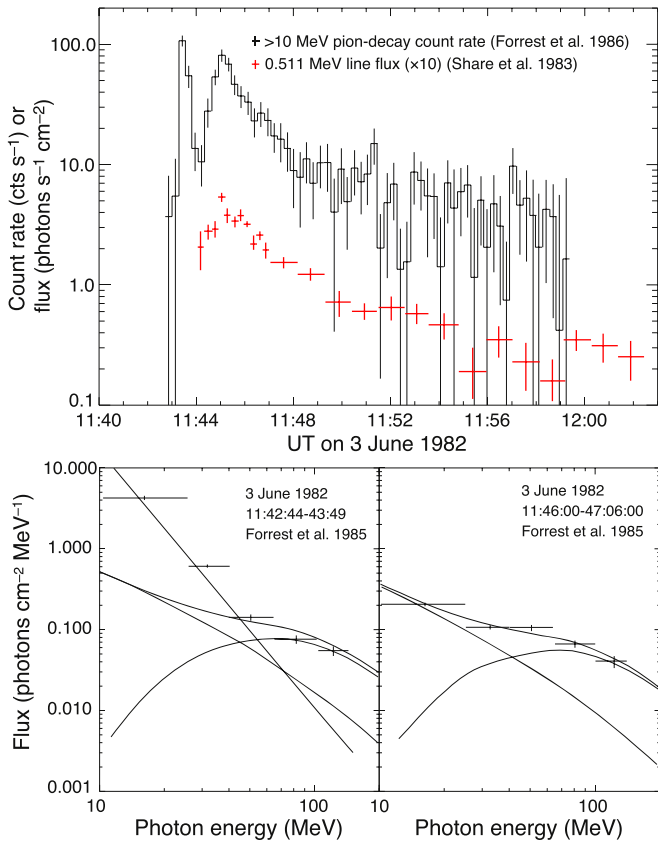 >10 MeV pion-decay count rate (Forrest et al. 1986)
0.511 MeV line flux (×10) (Share et al. 1983)
Count rate (cts s⁻¹) or
flux (photons s⁻¹ cm⁻²)
100.0
10.0
1.0
0.1
11:40 11:44 11:48 11:52 11:56 12:00
UT on 3 June 1982
Flux (photons cm⁻² MeV⁻¹)
10.000
1.000
0.100
0.010
0.001
3 June 1982
11:42:44-43:49
Forrest et al. 1985
10 100
Photon energy (MeV)
3 June 1982
11:46:00-47:06:00
Forrest et al. 1985
10 100
Photon energy (MeV)